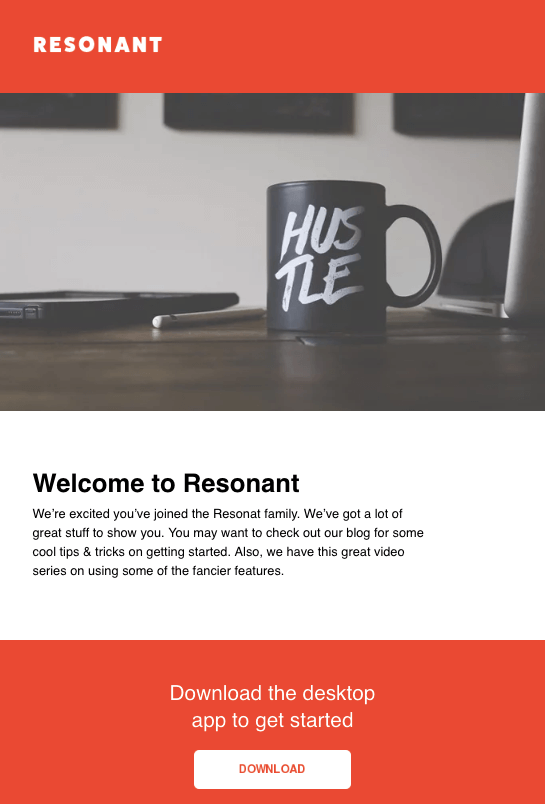 RESONANT
HUS
TLE
Welcome to Resonant
We're excited you've joined the Resonat family. We've got a lot of
great stuff to show you. You may want to check out our blog for some
cool tips & tricks on getting started. Also, we have this great video
series on using some of the fancier features.
Download the desktop
app to get started
DOWNLOAD